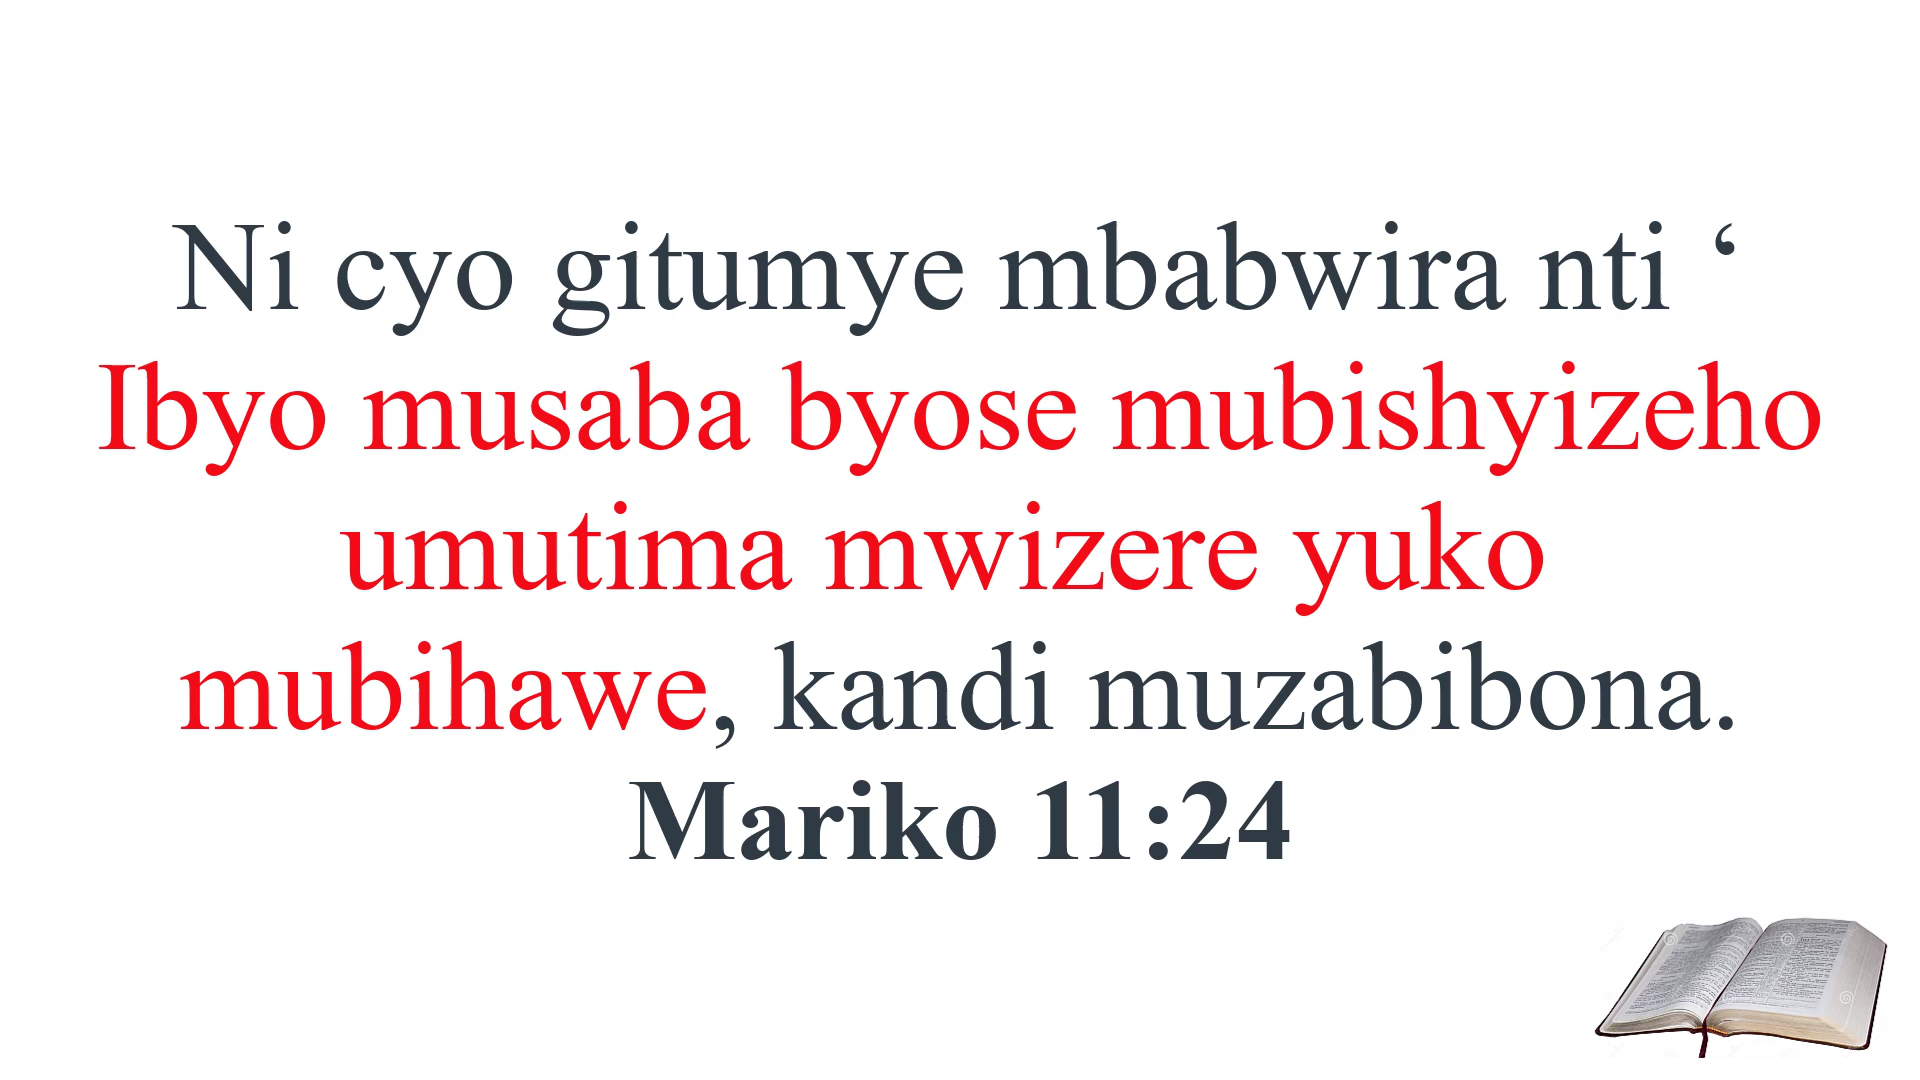 Ni cyo gitumye mbabwira nti ‘
Ibyo musaba byose mubishyizeho
umutima mwizere yuko
mubihawe, kandi muzabibona.
Mariko 11:24